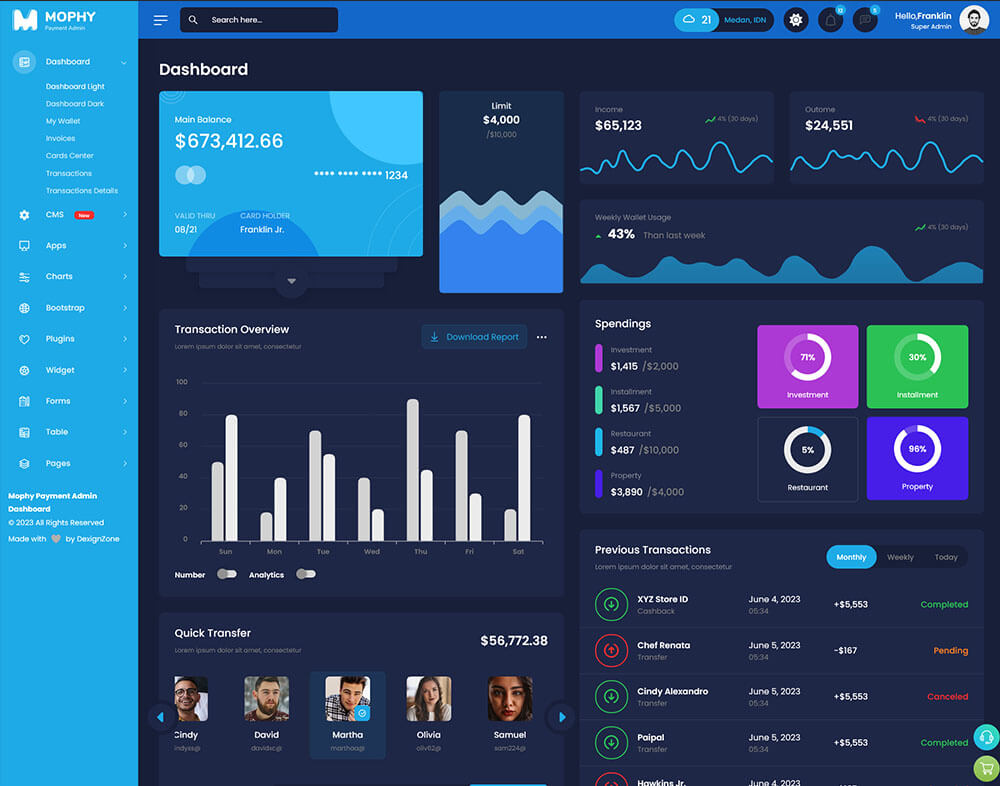 MOPHY
Payment Admin
Search here...
21
Medan, IDN
12
5
Hello,Franklin
Super Admin
Dashboard
Dashboard Light
Dashboard Dark
My Wallet
Invoices
Cards Center
Transactions
Transactions Details
CMS New
Apps
Charts
Bootstrap
Plugins
Widget
Forms
Table
Pages
Mophy Payment Admin
Dashboard
© 2023 All Rights Reserved
Made with by DexignZone
Dashboard
Main Balance
$673,412.66
**** **** **** 1234
VALID THRU CARD HOLDER
08/21 Franklin Jr.
Limit
$4,000
/$10,000
Income
$65,123
4% (30 days)
Outome
$24,551
4% (30 days)
Weekly Wallet Usage
43% Than last week
4% (30 days)
Transaction Overview
Lorem ipsum dolor sit amet, consectetur
Download Report
100
80
60
40
20
0
Sun Mon Tue Wed Thu Fri Sat
Number Analytics
Spendings
Investment
$1,415 /$2,000
Installment
$1,567 /$5,000
Restaurant
$487 /$10,000
Property
$3,890 /$4,000
71%
Investment
30%
Installment
5%
Restaurant
96%
Property
Quick Transfer
Lorem ipsum dolor sit amet, consectetur
$56,772.38
Cindy David Martha Olivia Samuel
davidxc@ marthaa@ oliv62@ sam224@
Previous Transactions
Lorem ipsum dolor sit amet, consectetur
Monthly Weekly Today
XYZ Store ID June 4, 2023 +$5,553 Completed
Cashback 05:34
Chef Renata June 5, 2023 -$167 Pending
Transfer 05:34
Cindy Alexandro June 5, 2023 +$5,553 Canceled
Transfer 05:34
Paipal June 5, 2023 +$5,553 Completed
Transfer 05:34
Hawkins Jr. June 4, 2023